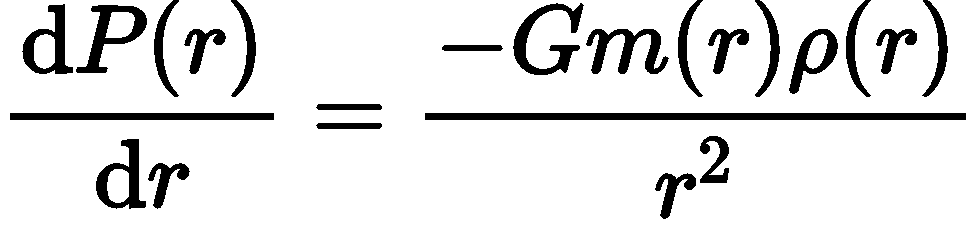 dP(r)/dr = −Gm(r)ρ(r)/r²